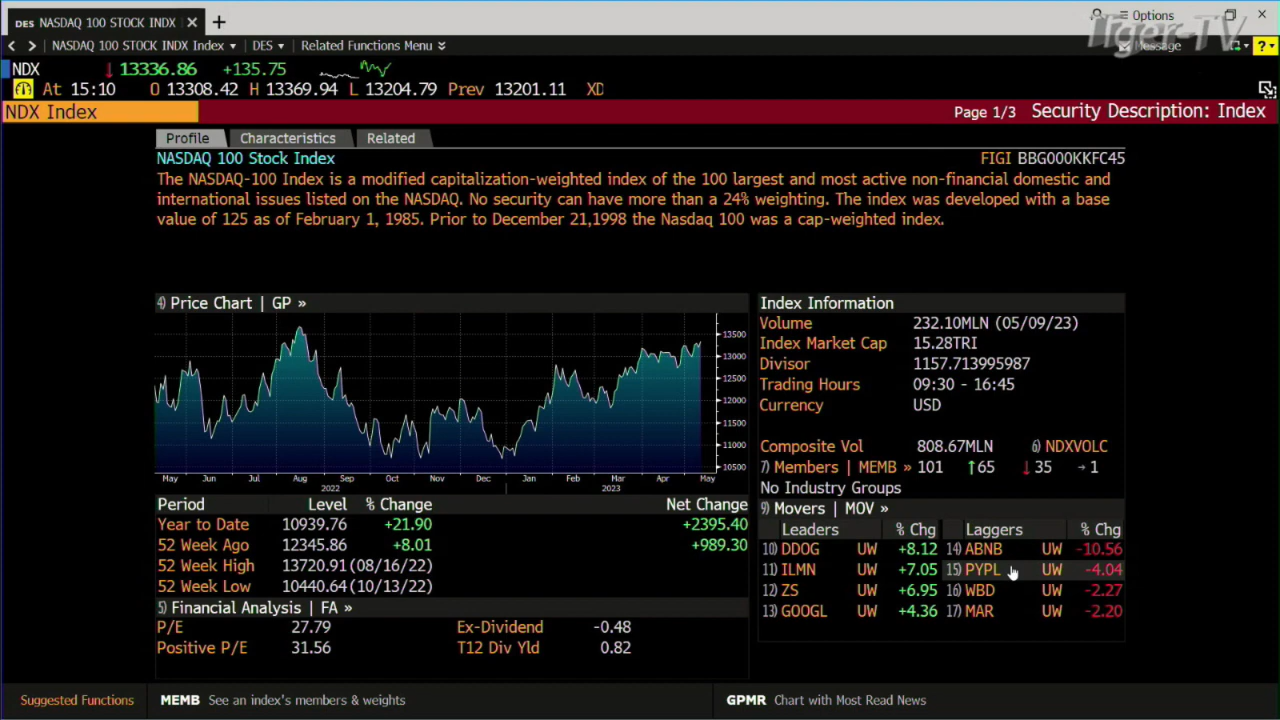 DES NASDAQ 100 STOCK INDX × +
Options
Tiger-TV
< > NASDAQ 100 STOCK INDX Index ▾ DES ▾ Related Functions Menu
Message
?
NDX ↓ 13336.86 +135.75
At 15:10 O 13308.42 H 13369.94 L 13204.79 Prev 13201.11 XD
NDX Index Page 1/3 Security Description: Index
Profile Characteristics Related
NASDAQ 100 Stock Index FIGI BBG000KKFC45
The NASDAQ-100 Index is a modified capitalization-weighted index of the 100 largest and most active non-financial domestic and
international issues listed on the NASDAQ. No security can have more than a 24% weighting. The index was developed with a base
value of 125 as of February 1, 1985. Prior to December 21,1998 the Nasdaq 100 was a cap-weighted index.
4) Price Chart | GP »
13500
13000
12500
12000
11500
11000
10500
May Jun Jul Aug Sep Oct Nov Dec Jan Feb Mar Apr May
2022 2023
Period Level % Change Net Change
Year to Date 10939.76 +21.90 +2395.40
52 Week Ago 12345.86 +8.01 +989.30
52 Week High 13720.91 (08/16/22)
52 Week Low 10440.64 (10/13/22)
5) Financial Analysis | FA »
P/E 27.79 Ex-Dividend -0.48
Positive P/E 31.56 T12 Div Yld 0.82
Index Information
Volume 232.10MLN (05/09/23)
Index Market Cap 15.28TRI
Divisor 1157.713995987
Trading Hours 09:30 - 16:45
Currency USD
Composite Vol 808.67MLN 6) NDXVOLC
7) Members | MEMB » 101 ↑65 ↓35 →1
No Industry Groups
9) Movers | MOV »
Leaders % Chg Laggers % Chg
10) DDOG UW +8.12 14) ABNB UW -10.56
11) ILMN UW +7.05 15) PYPL UW -4.04
12) ZS UW +6.95 16) WBD UW -2.27
13) GOOGL UW +4.36 17) MAR UW -2.20
Suggested Functions MEMB See an index's members & weights GPMR Chart with Most Read News